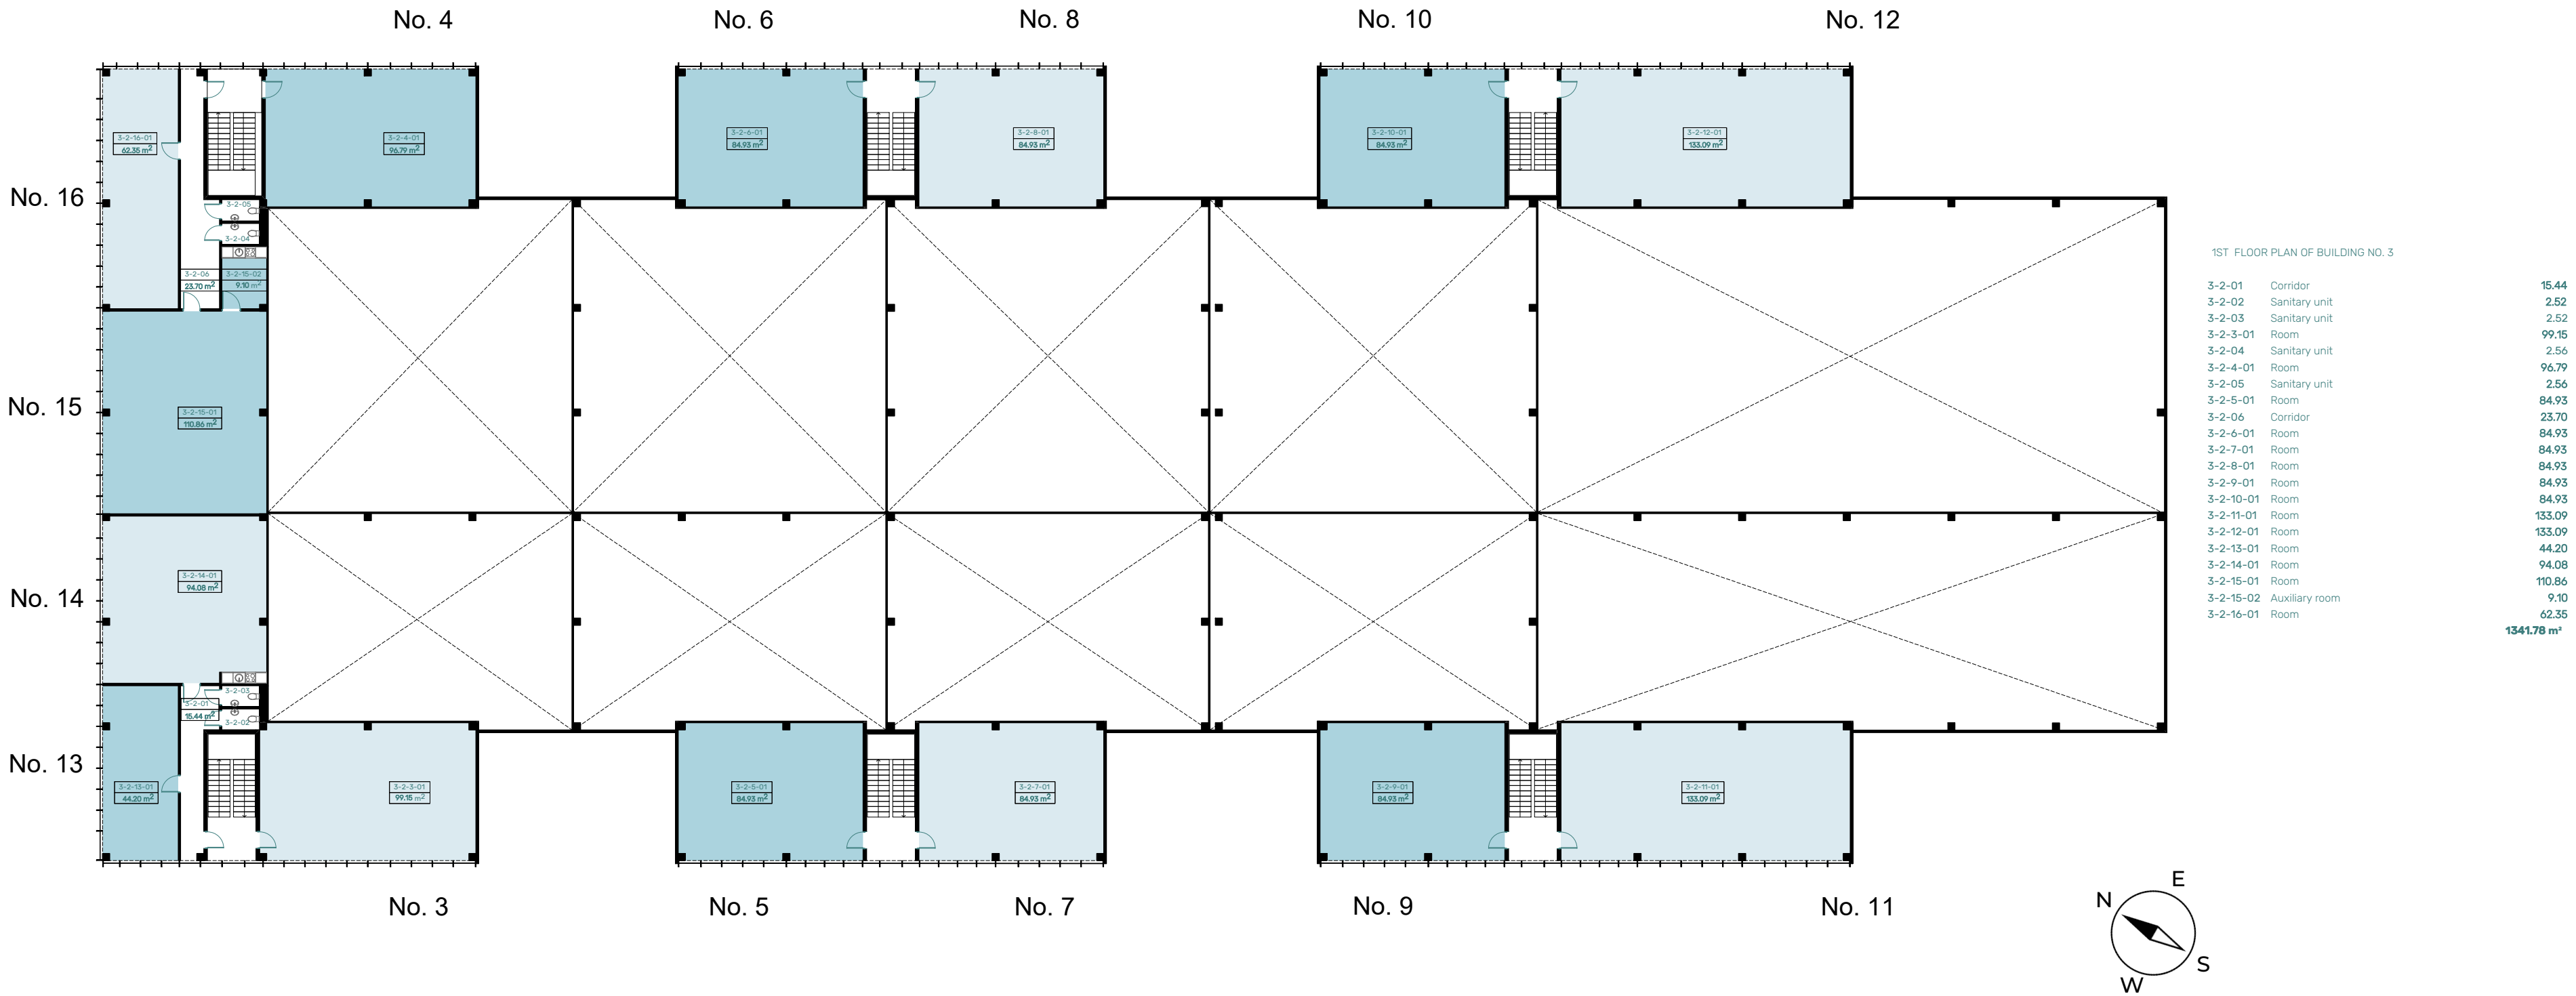 No. 4
No. 6
No. 8
No. 10
No. 12
3-2-16-01
62.35 m²
3-2-4-01
96.79 m²
3-2-6-01
84.93 m²
3-2-8-01
84.93 m²
3-2-10-01
84.93 m²
3-2-12-01
133.09 m²
No. 16
3-2-05
3-2-04
3-2-06
23.70 m²
3-2-15-02
9.10 m²
No. 15
3-2-15-01
110.86 m²
3-2-14-01
94.08 m²
No. 14
3-2-03
3-2-01
15.44 m²
3-2-02
No. 13
3-2-13-01
44.20 m²
3-2-3-01
99.15 m²
3-2-5-01
84.93 m²
3-2-7-01
84.93 m²
3-2-9-01
84.93 m²
3-2-11-01
133.09 m²
No. 3
No. 5
No. 7
No. 9
No. 11
1ST FLOOR PLAN OF BUILDING NO. 3
3-2-01 Corridor 15.44
3-2-02 Sanitary unit 2.52
3-2-03 Sanitary unit 2.52
3-2-3-01 Room 99.15
3-2-04 Sanitary unit 2.56
3-2-4-01 Room 96.79
3-2-05 Sanitary unit 2.56
3-2-5-01 Room 84.93
3-2-06 Corridor 23.70
3-2-6-01 Room 84.93
3-2-7-01 Room 84.93
3-2-8-01 Room 84.93
3-2-9-01 Room 84.93
3-2-10-01 Room 84.93
3-2-11-01 Room 133.09
3-2-12-01 Room 133.09
3-2-13-01 Room 44.20
3-2-14-01 Room 94.08
3-2-15-01 Room 110.86
3-2-15-02 Auxiliary room 9.10
3-2-16-01 Room 62.35
1341.78 m²
E
N
S
W